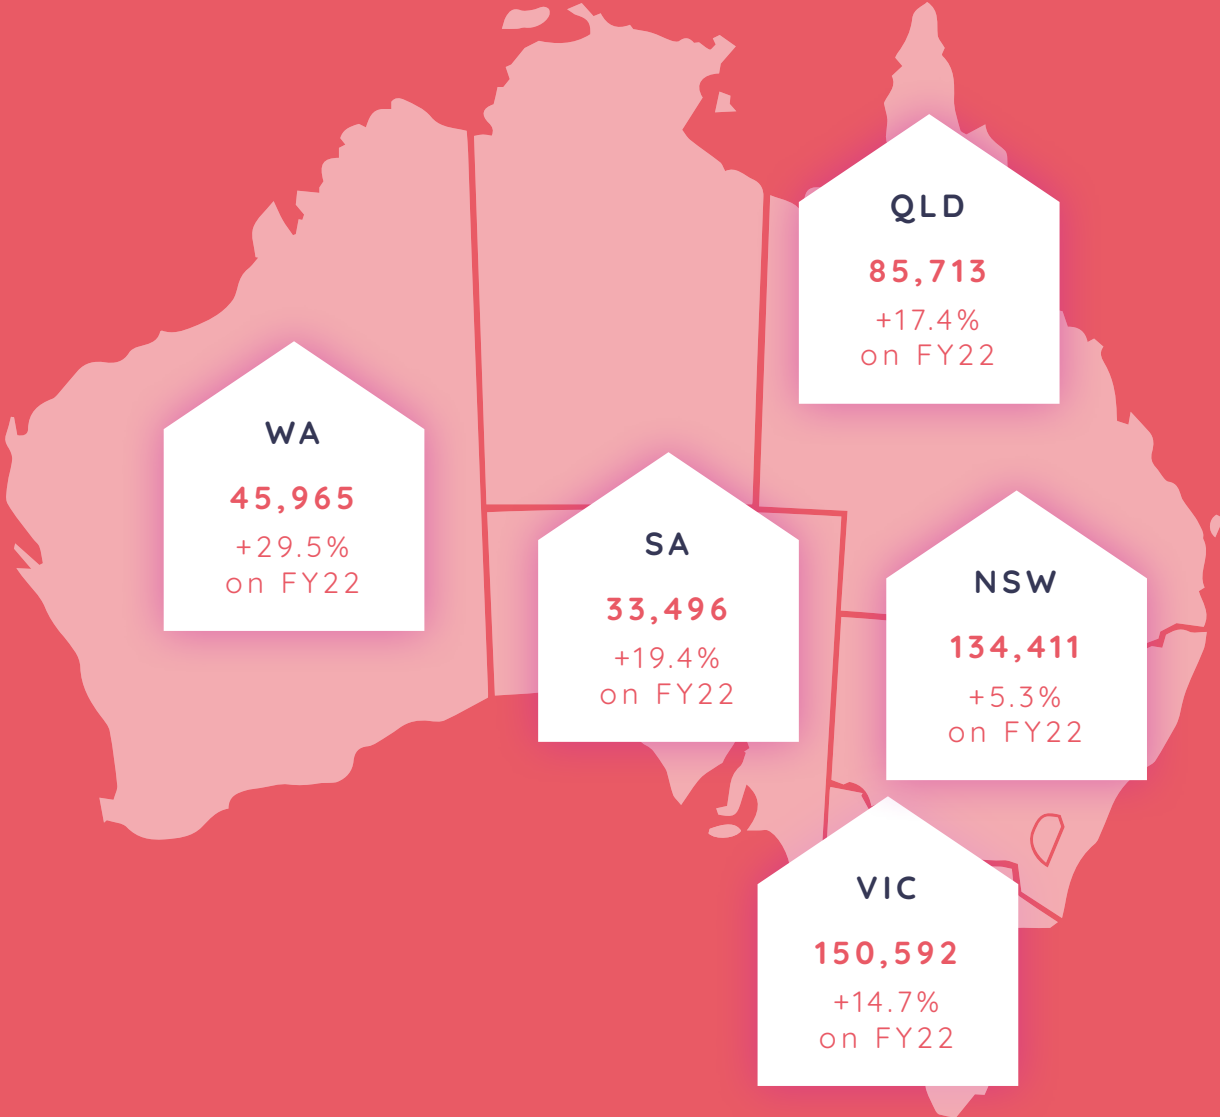 QLD
85,713
+17.4%
on FY22
WA
45,965
+29.5%
on FY22
SA
33,496
+19.4%
on FY22
NSW
134,411
+5.3%
on FY22
VIC
150,592
+14.7%
on FY22